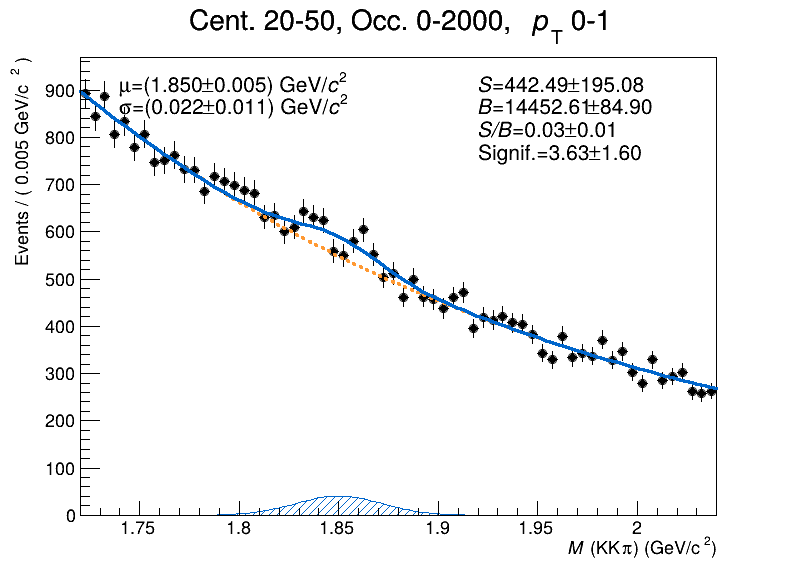 Cent. 20-50, Occ. 0-2000, pT 0-1
Events / ( 0.005 GeV/c² )
μ=(1.850±0.005) GeV/c²
σ=(0.022±0.011) GeV/c²
S=442.49±195.08
B=14452.61±84.90
S/B=0.03±0.01
Signif.=3.63±1.60
900
800
700
600
500
400
300
200
100
0
1.75 1.8 1.85 1.9 1.95 2
M (KKπ) (GeV/c²)